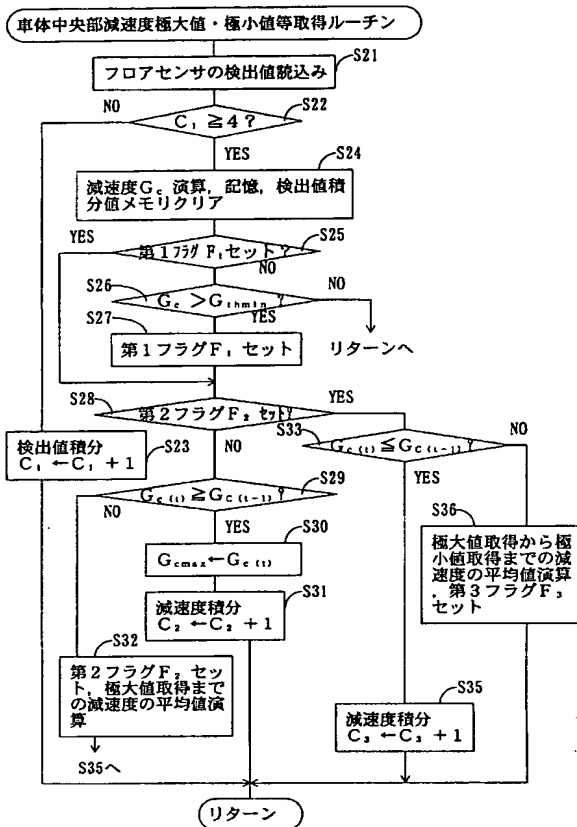 車体中央部減速度極大値・極小値等取得ルーチン
S21
フロアセンサの検出値読込み
NO
S22
C₁ ≧4?
YES
S24
減速度G꜀ 演算，記憶，検出値積
分値メモリクリア
YES
S25
第1フラグ F₁セット?
NO
S26
NO
Gc ＞Gthmin ?
S27
YES
第1フラグF₁ セット
リターンへ
S28
YES
第2フラグF₂ セット?
S33
NO
検出値積分
C₁ ←C₁ ＋1
S23
NO
Gc(t) ≦GC(t-1) ?
S29
Gc(t) ≧GC(t-1) ?
NO
YES
YES
S30
S36
Gcmax←Gc(t)
極大値取得から極
小値取得までの減
速度の平均値演算
，第3フラグF₃
セット
S31
減速度積分
C₂ ←C₂ ＋1
S32
第2フラグF₂ セッ
ト，極大値取得まで
の減速度の平均値演
算
S35
減速度積分
C₃ ←C₃ ＋1
S35へ
リターン